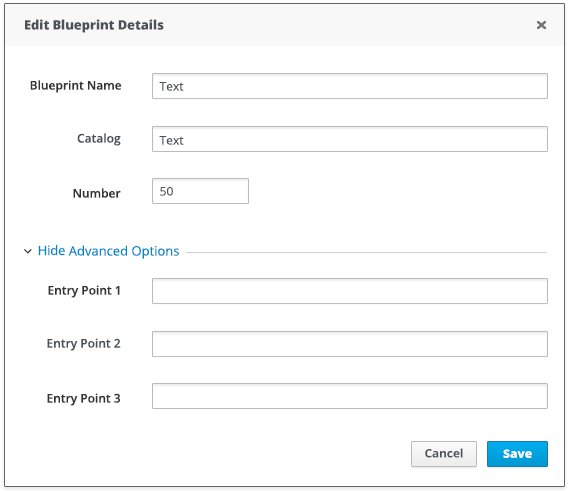 Edit Blueprint Details
Blueprint Name Text
Catalog Text
Number 50
Hide Advanced Options
Entry Point 1
Entry Point 2
Entry Point 3
Cancel Save